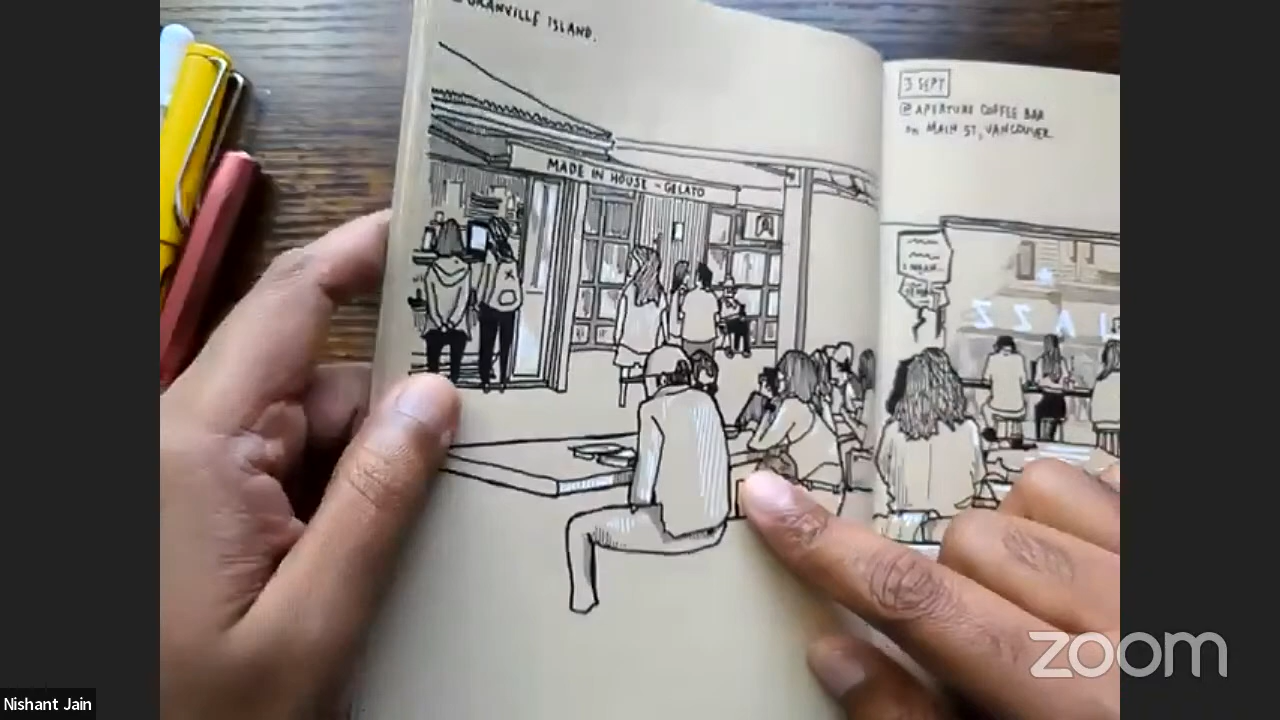 GRANVILLE ISLAND.
MADE IN HOUSE - GELATO
3 SEPT
@ APERTURE COFFEE BAR
on MAIN ST, VANCOUVER
Nishant Jain
zoom